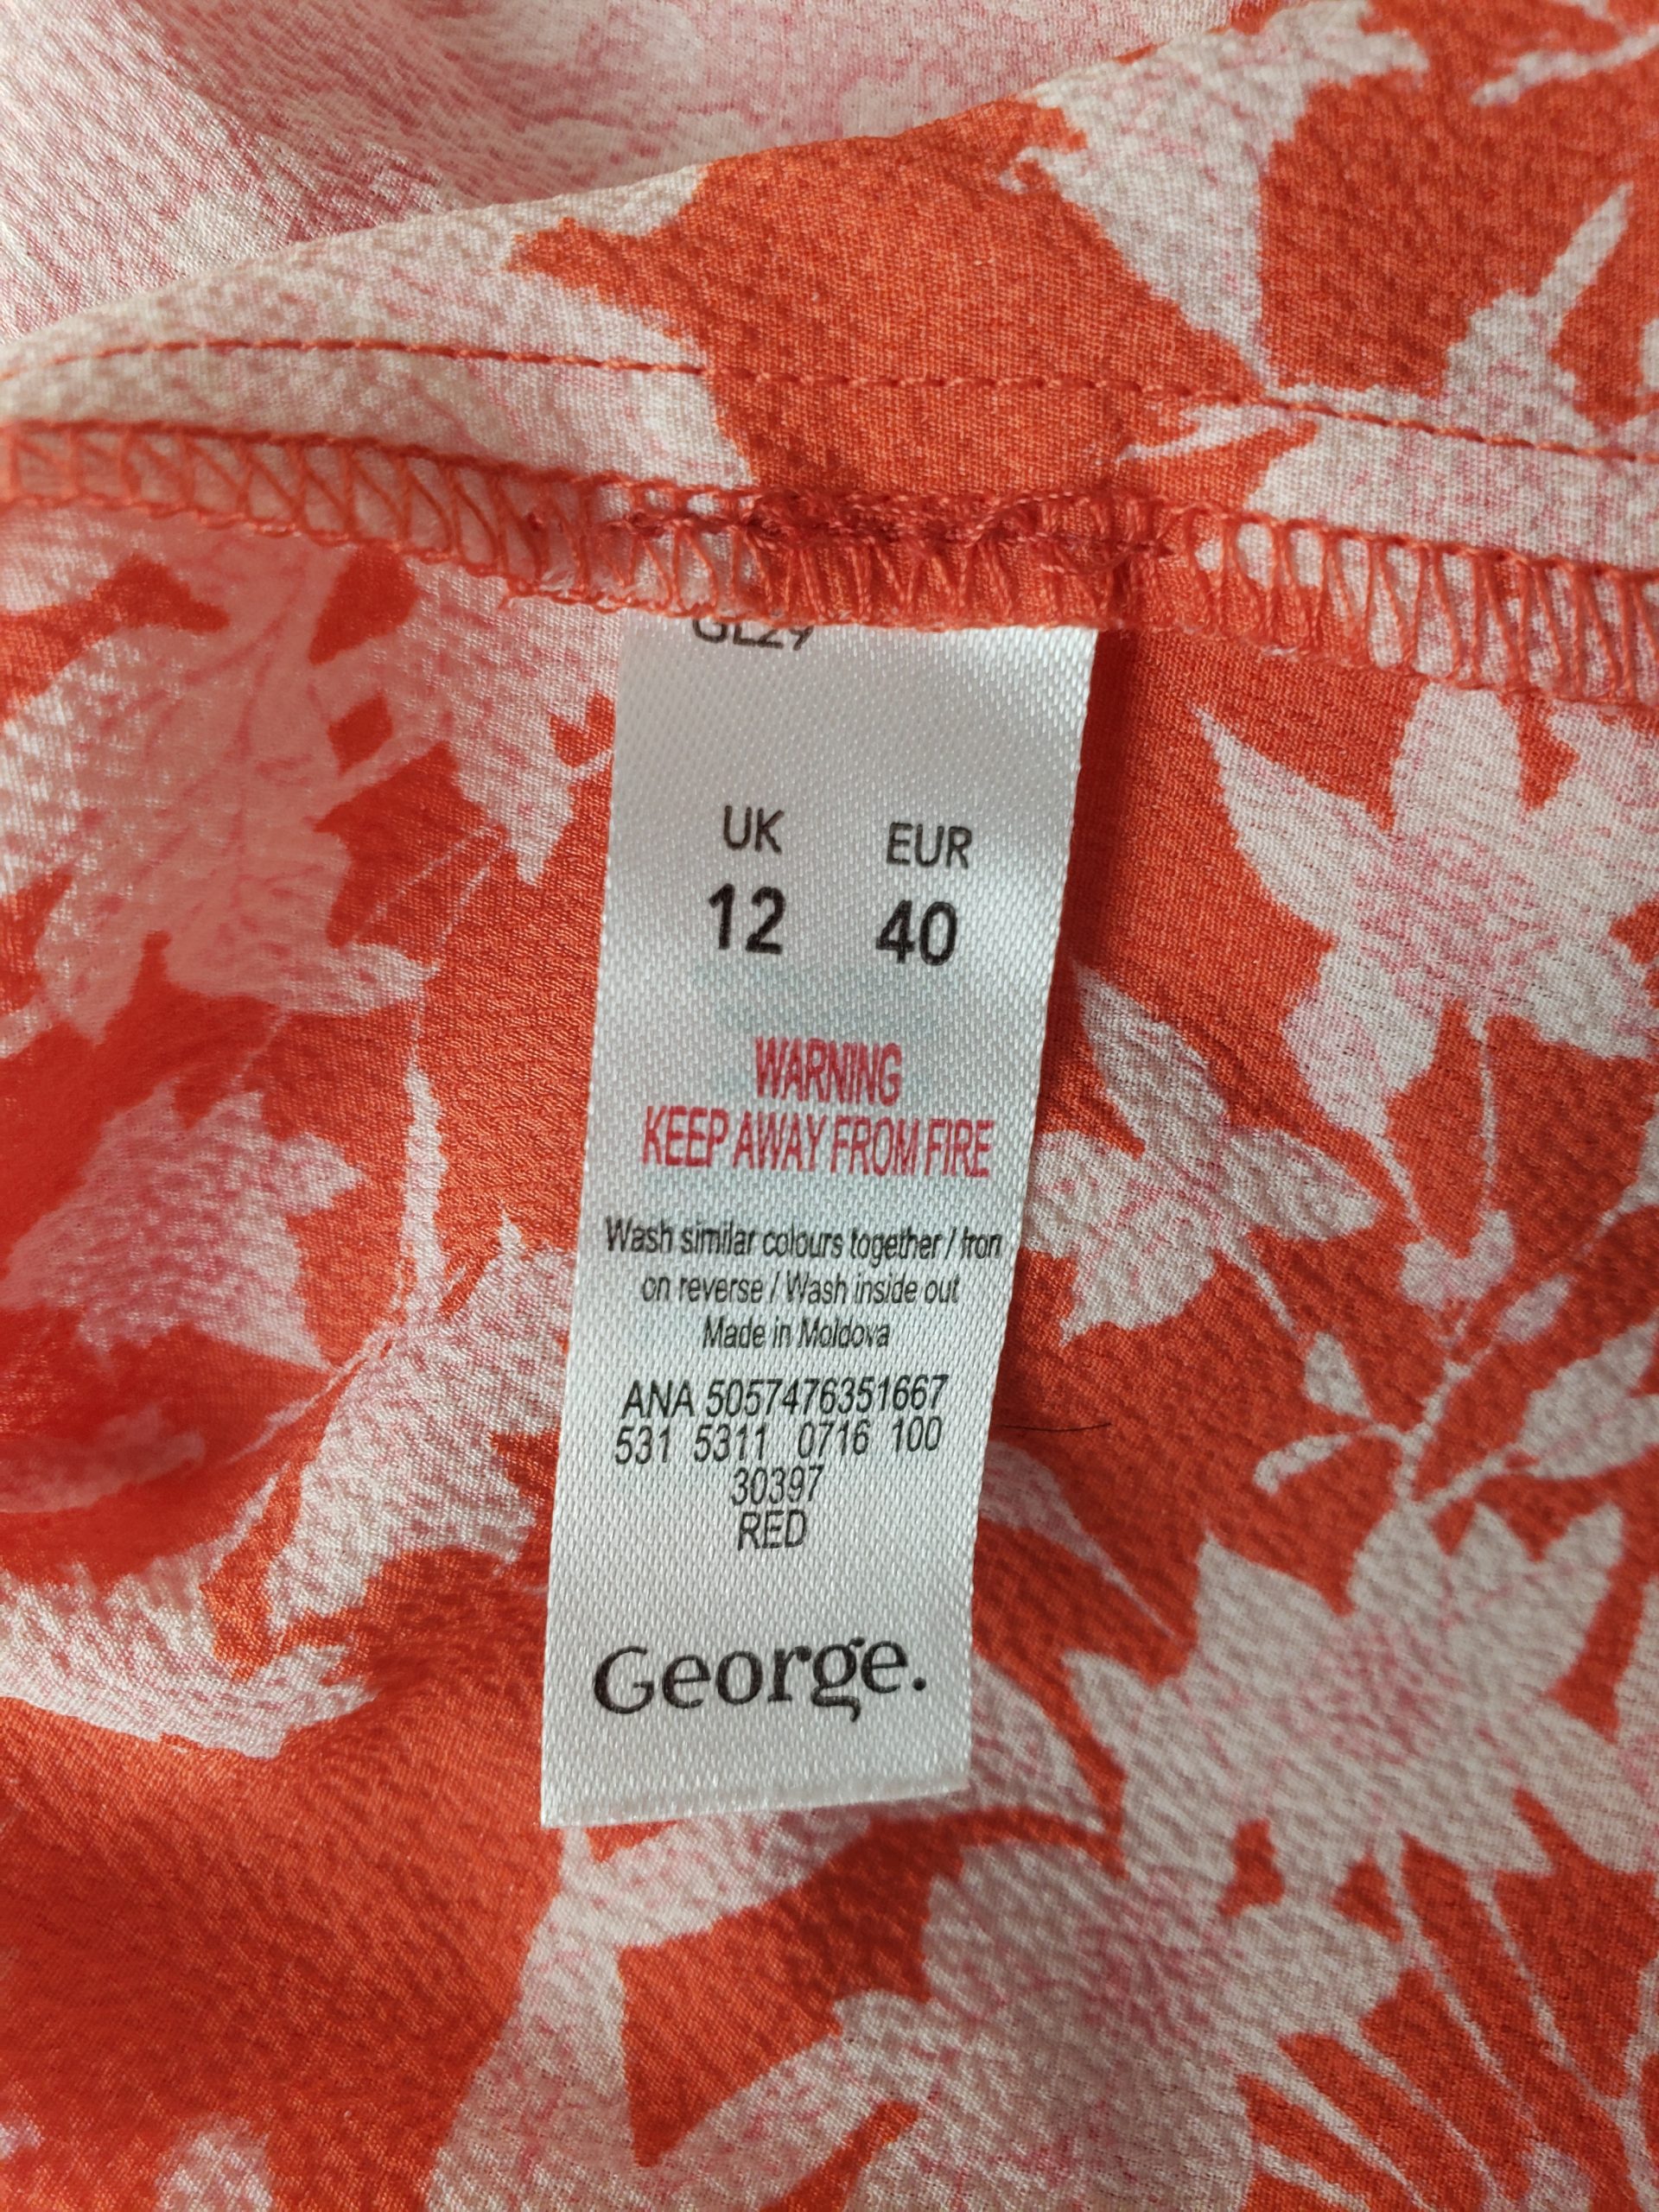 GL29
UK EUR
12 40
WARNING
KEEP AWAY FROM FIRE
Wash similar colours together / Iron
on reverse / Wash inside out
Made in Moldova
ANA 5057476351667
531 5311 0716 100
30397
RED
George.